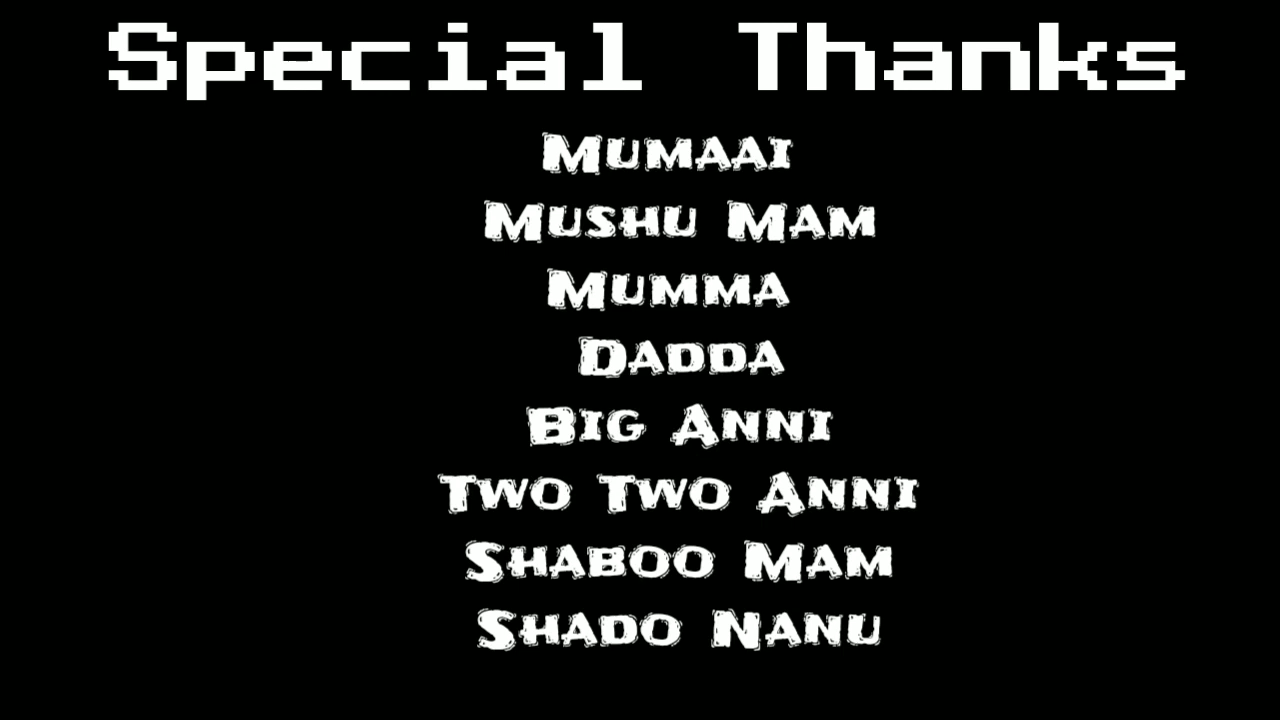 Special Thanks
Mumaai
Mushu Mam
Mumma
Dadda
Big Anni
Two Two Anni
Shaboo Mam
Shado Nanu